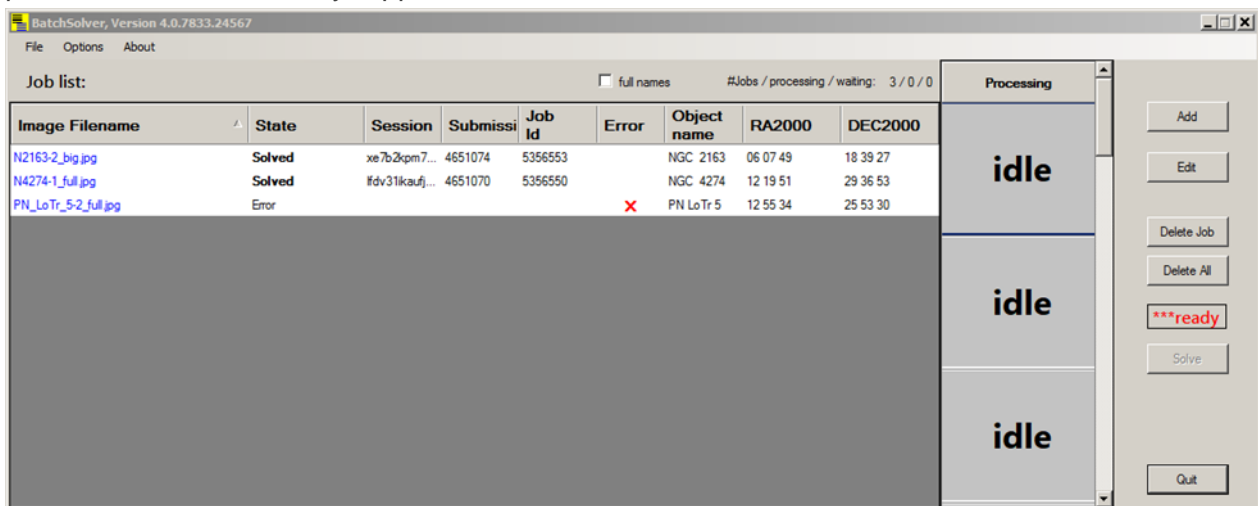 BatchSolver, Version 4.0.7833.24567
File Options About
Job list: full names #Jobs / processing / waiting: 3 / 0 / 0 Processing
Image Filename State Session Submissi Job Id Error Object name RA2000 DEC2000
N2163-2_big.jpg Solved xe7b2kpm7... 4651074 5356553 NGC 2163 06 07 49 18 39 27
N4274-1_full.jpg Solved lfdv31ikaufj... 4651070 5356550 NGC 4274 12 19 51 29 36 53
PN_LoTr_5-2_full.jpg Error PN LoTr 5 12 55 34 25 53 30
idle
idle
idle
Add
Edit
Delete Job
Delete All
***ready
Solve
Quit